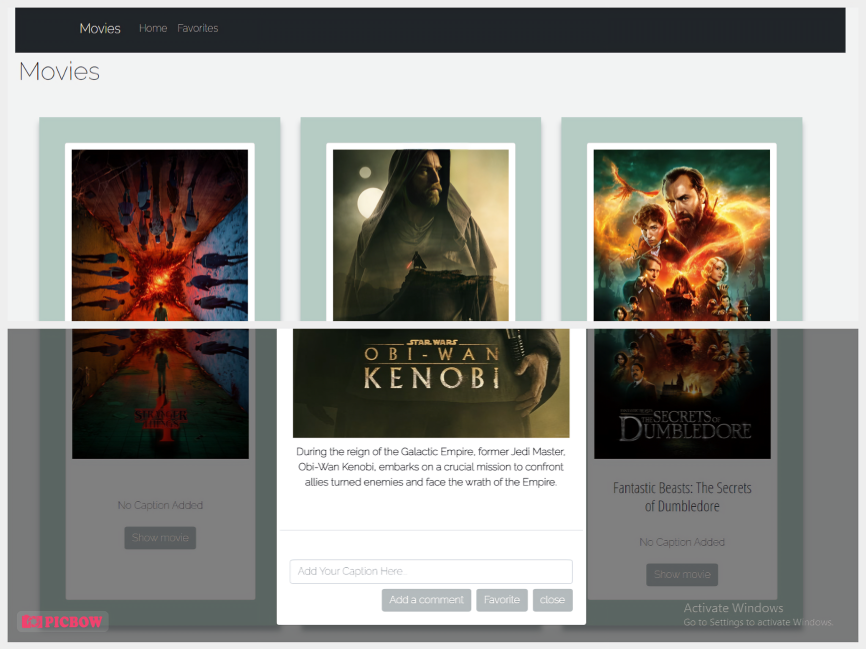 Movies Home Favorites
Movies
STAR WARS
OBI-WAN
KENOBI
STRANGER
THINGS
4
THE SECRETS OF
DUMBLEDORE
During the reign of the Galactic Empire, former Jedi Master,
Obi-Wan Kenobi, embarks on a crucial mission to confront
allies turned enemies and face the wrath of the Empire.
No Caption Added
Show movie
Fantastic Beasts: The Secrets
of Dumbledore
No Caption Added
Show movie
Add Your Caption Here...
Add a comment Favorite close
Activate Windows
Go to Settings to activate Windows.
PICBOW